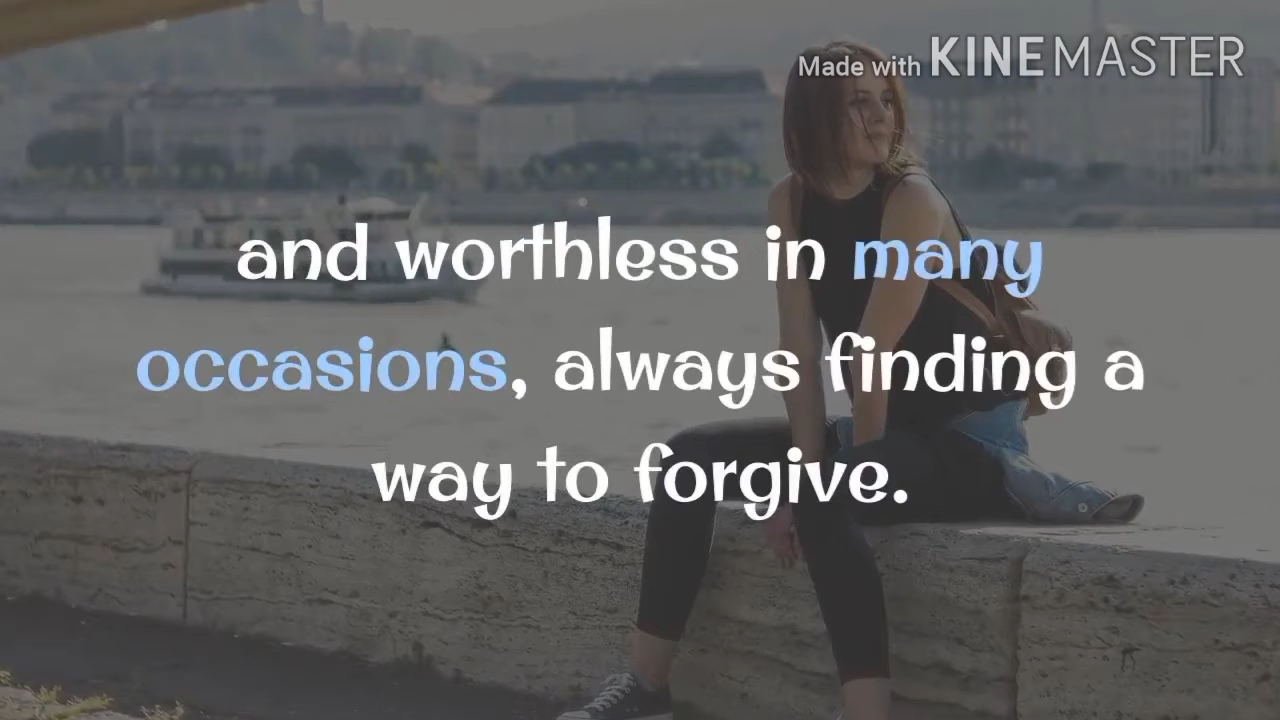 Made with KINEMASTER
and worthless in many
occasions, always finding a
way to forgive.